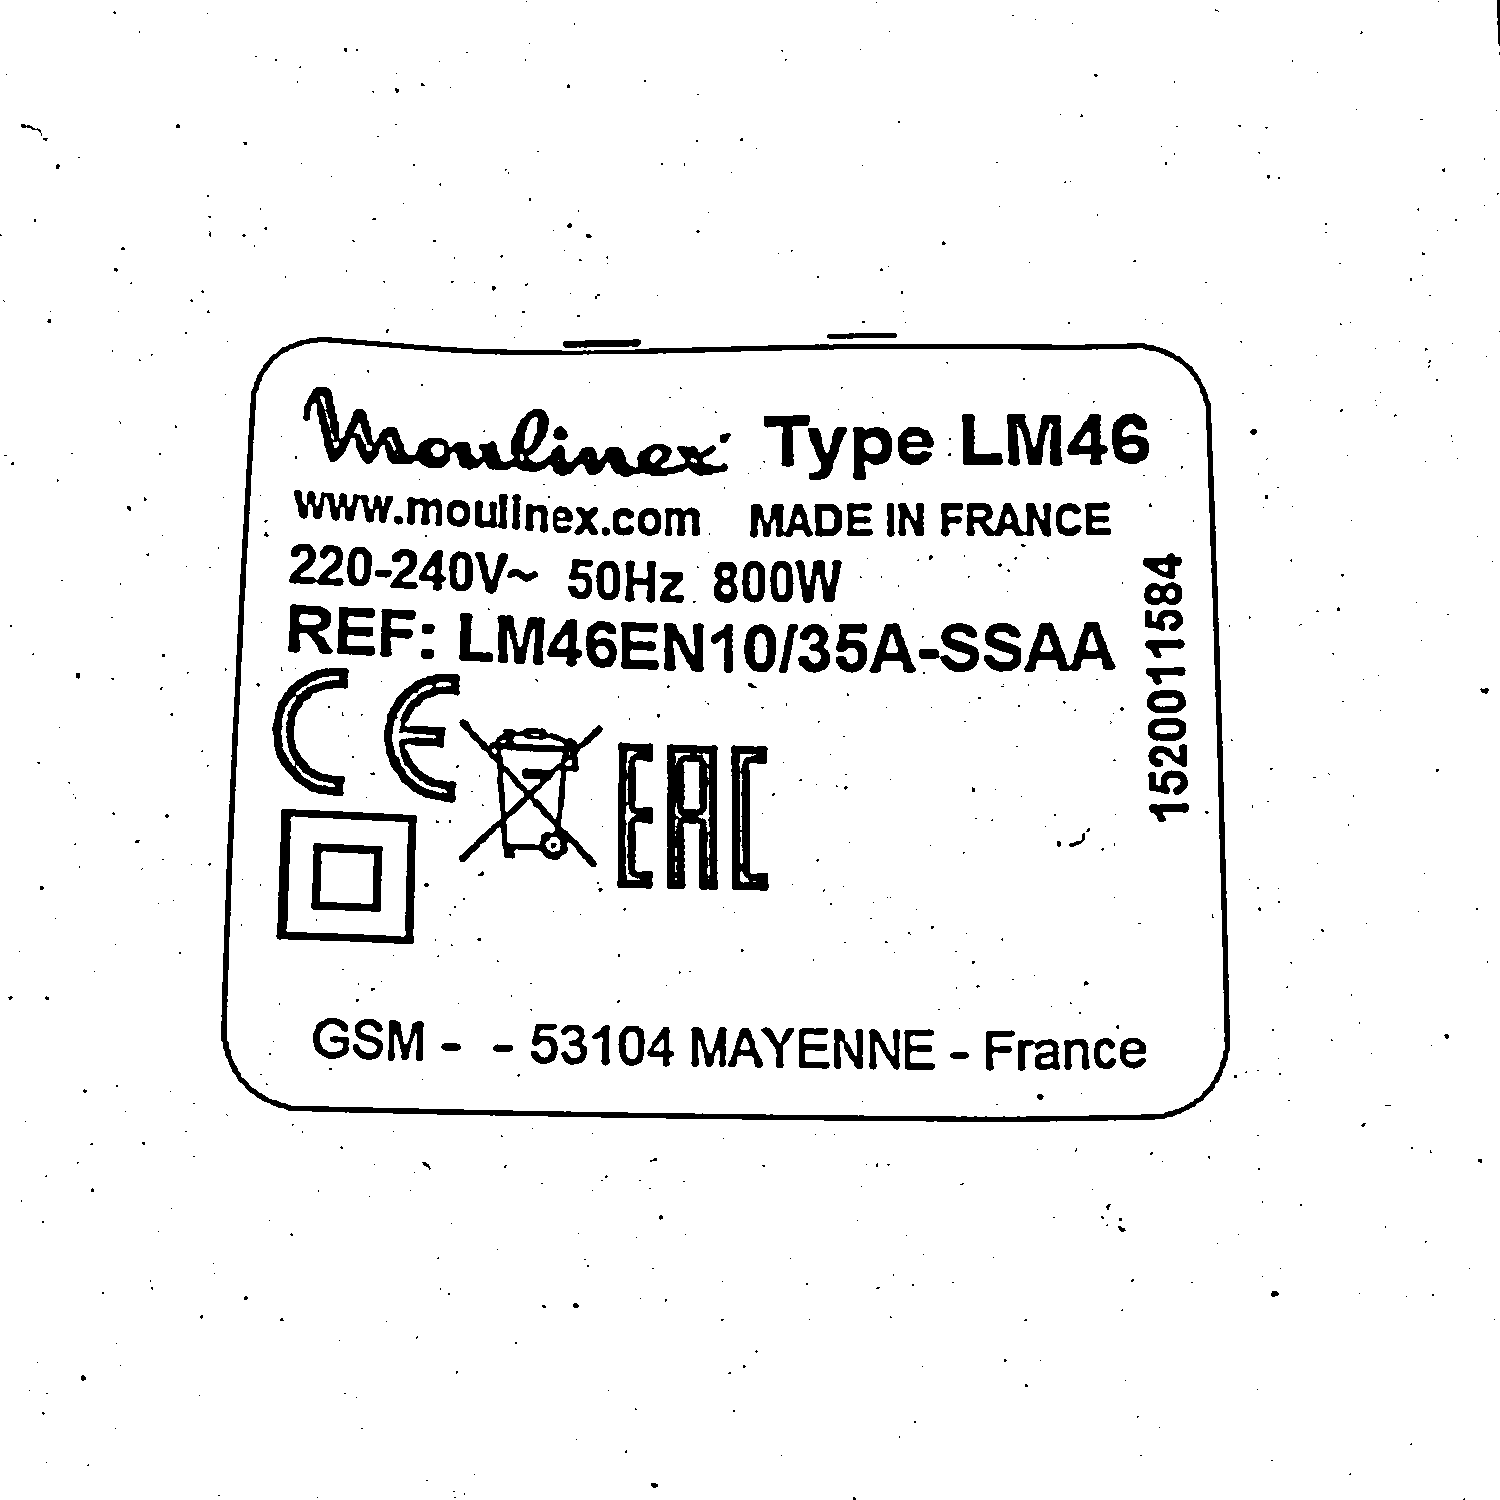 Moulinex Type LM46
www.moulinex.com MADE IN FRANCE
220-240V~ 50Hz 800W
REF: LM46EN10/35A-SSAA
CE
EAC
1520011584
GSM - - 53104 MAYENNE - France